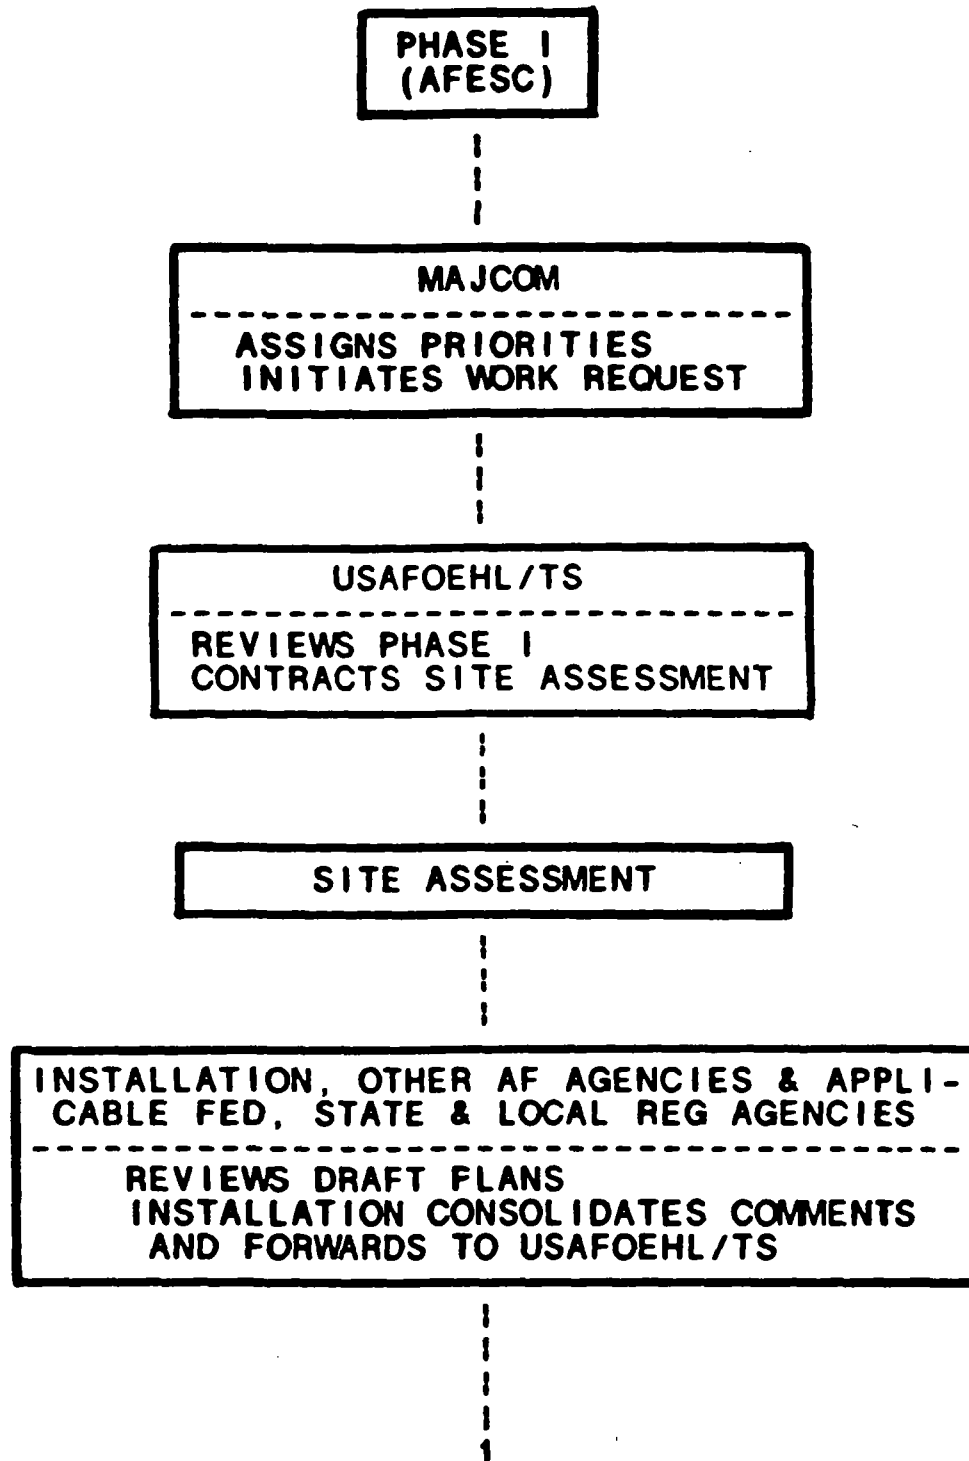 PHASE I
(AFESC)
MAJCOM
ASSIGNS PRIORITIES
INITIATES WORK REQUEST
USAFOEHL/TS
REVIEWS PHASE I
CONTRACTS SITE ASSESSMENT
SITE ASSESSMENT
INSTALLATION, OTHER AF AGENCIES & APPLI-
CABLE FED, STATE & LOCAL REG AGENCIES
REVIEWS DRAFT FLANS
INSTALLATION CONSOLIDATES COMMENTS
AND FORWARDS TO USAFOEHL/TS
1